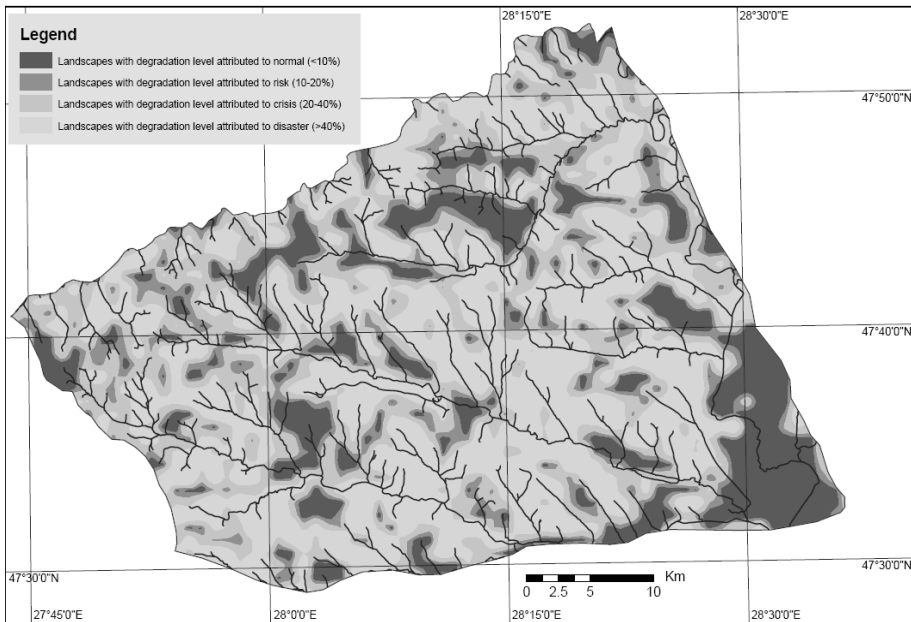 28°15'0"E
28°30'0"E
Legend
Landscapes with degradation level attributed to normal (<10%)
Landscapes with degradation level attributed to risk (10-20%)
Landscapes with degradation level attributed to crisis (20-40%)
Landscapes with degradation level attributed to disaster (>40%)
47°50'0"N
47°40'0"N
47°30'0"N
47°30'0"N
Km
0 2.5 5 10
27°45'0"E
28°0'0"E
28°15'0"E
28°30'0"E